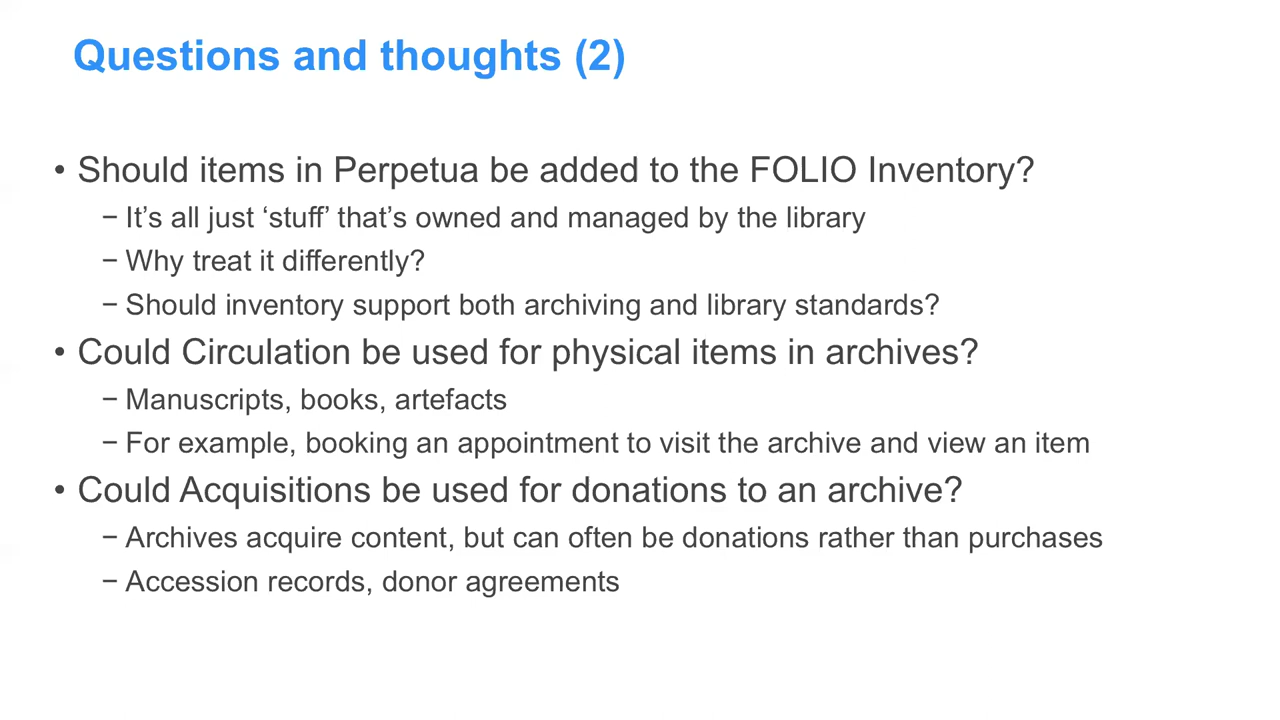 Questions and thoughts (2)
• Should items in Perpetua be added to the FOLIO Inventory?
− It’s all just ‘stuff’ that’s owned and managed by the library
− Why treat it differently?
− Should inventory support both archiving and library standards?
• Could Circulation be used for physical items in archives?
− Manuscripts, books, artefacts
− For example, booking an appointment to visit the archive and view an item
• Could Acquisitions be used for donations to an archive?
− Archives acquire content, but can often be donations rather than purchases
− Accession records, donor agreements